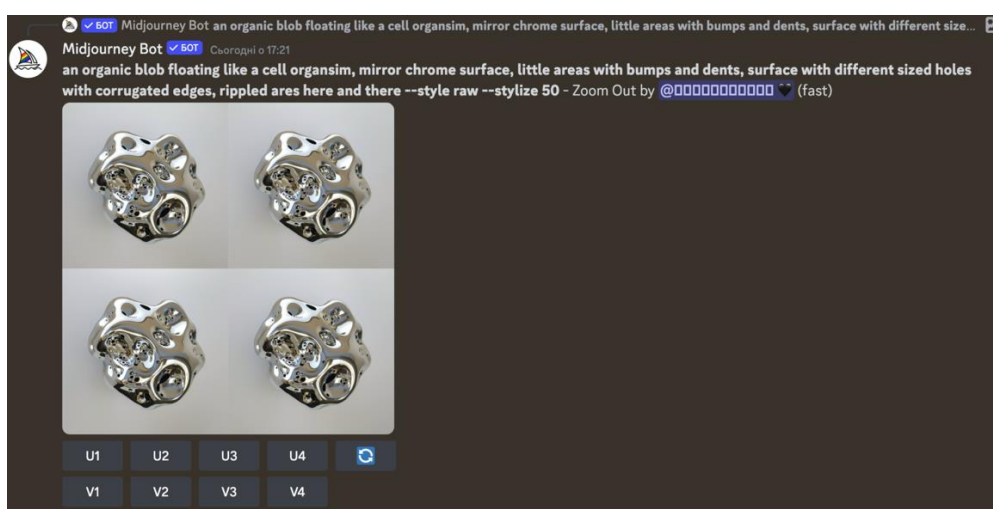 ✓ БОТ Midjourney Bot an organic blob floating like a cell organsim, mirror chrome surface, little areas with bumps and dents, surface with different size...
Midjourney Bot ✓ БОТ Сьогодні о 17:21
an organic blob floating like a cell organsim, mirror chrome surface, little areas with bumps and dents, surface with different sized holes
with corrugated edges, rippled ares here and there --style raw --stylize 50 - Zoom Out by @ (fast)
U1 U2 U3 U4
V1 V2 V3 V4